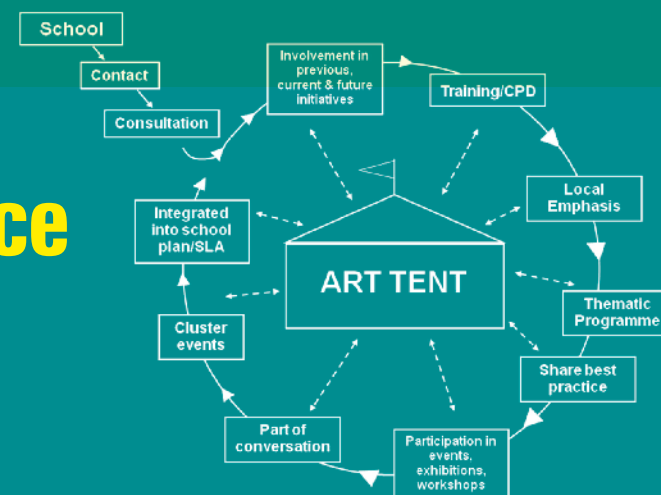 School
Contact
Consultation
Involvement in
previous,
current & future
initiatives
Training/CPD
Local
Emphasis
Thematic
Programme
Share best
practice
Participation in
events,
exhibitions,
workshops
Part of
conversation
Cluster
events
Integrated
into school
plan/SLA
ART TENT
ce